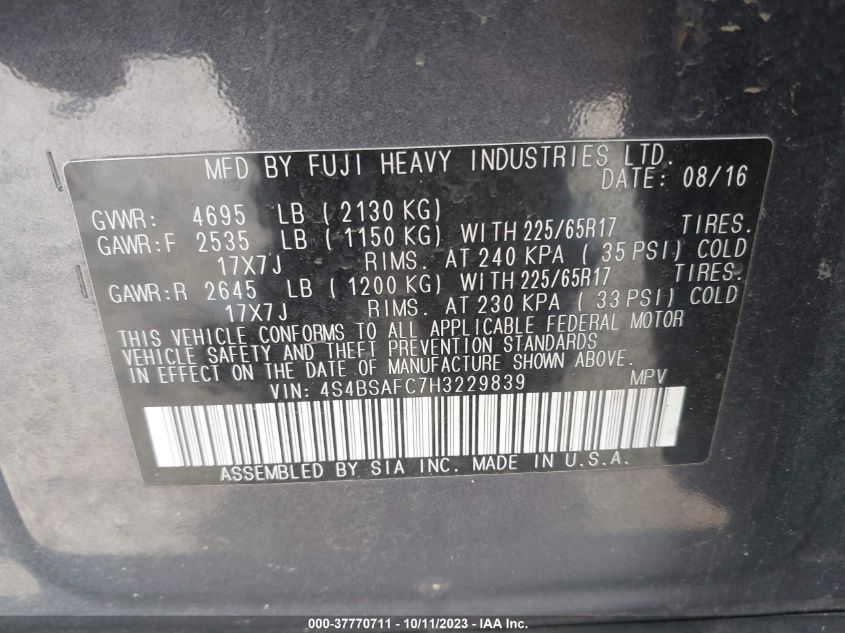 MFD BY FUJI HEAVY INDUSTRIES LTD.
DATE: 08/16
GVWR: 4695 LB ( 2130 KG)
GAWR:F 2535 LB ( 1150 KG) WITH 225/65R17 TIRES.
17X7J RIMS. AT 240 KPA ( 35 PSI) COLD
GAWR:R 2645 LB ( 1200 KG) WITH 225/65R17 TIRES.
17X7J RIMS. AT 230 KPA ( 33 PSI) COLD
THIS VEHICLE CONFORMS TO ALL APPLICABLE FEDERAL MOTOR
VEHICLE SAFETY AND THEFT PREVENTION STANDARDS
IN EFFECT ON THE DATE OF MANUFACTURE SHOWN ABOVE.
VIN: 4S4BSAFC7H3229839 MPV
ASSEMBLED BY SIA INC. MADE IN U.S.A.
000-37770711 - 10/11/2023 - IAA Inc.